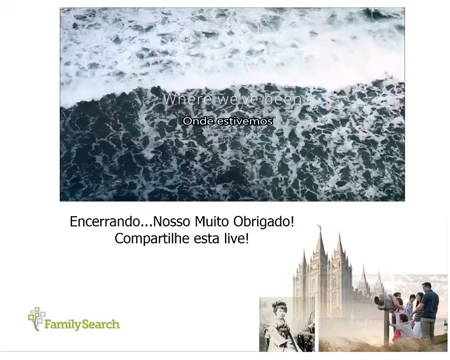 Where we've been
Onde estivemos
Encerrando...Nosso Muito Obrigado!
Compartilhe esta live!
FamilySearch